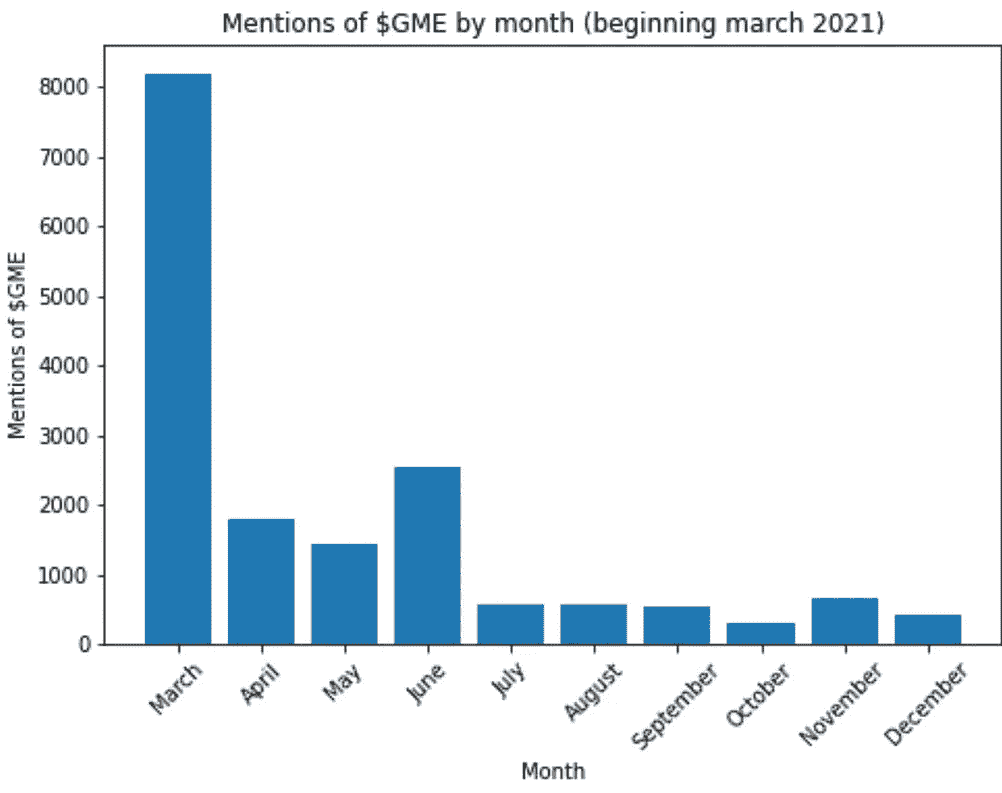 Mentions of $GME by month (beginning march 2021)
Mentions of $GME
8000
7000
6000
5000
4000
3000
2000
1000
0
March
April
May
June
July
August
September
October
November
December
Month